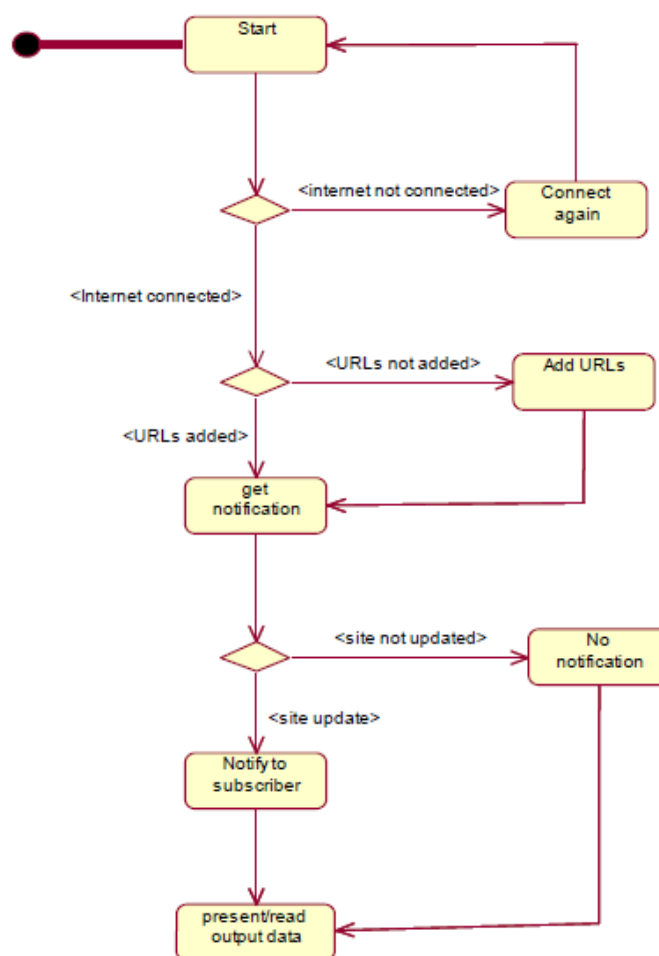 Start
<internet not connected>
Connect
again
<Internet connected>
<URLs not added>
Add URLs
<URLs added>
get
notification
<site not updated>
No
notification
<site update>
Notify to
subscriber
present/read
output data